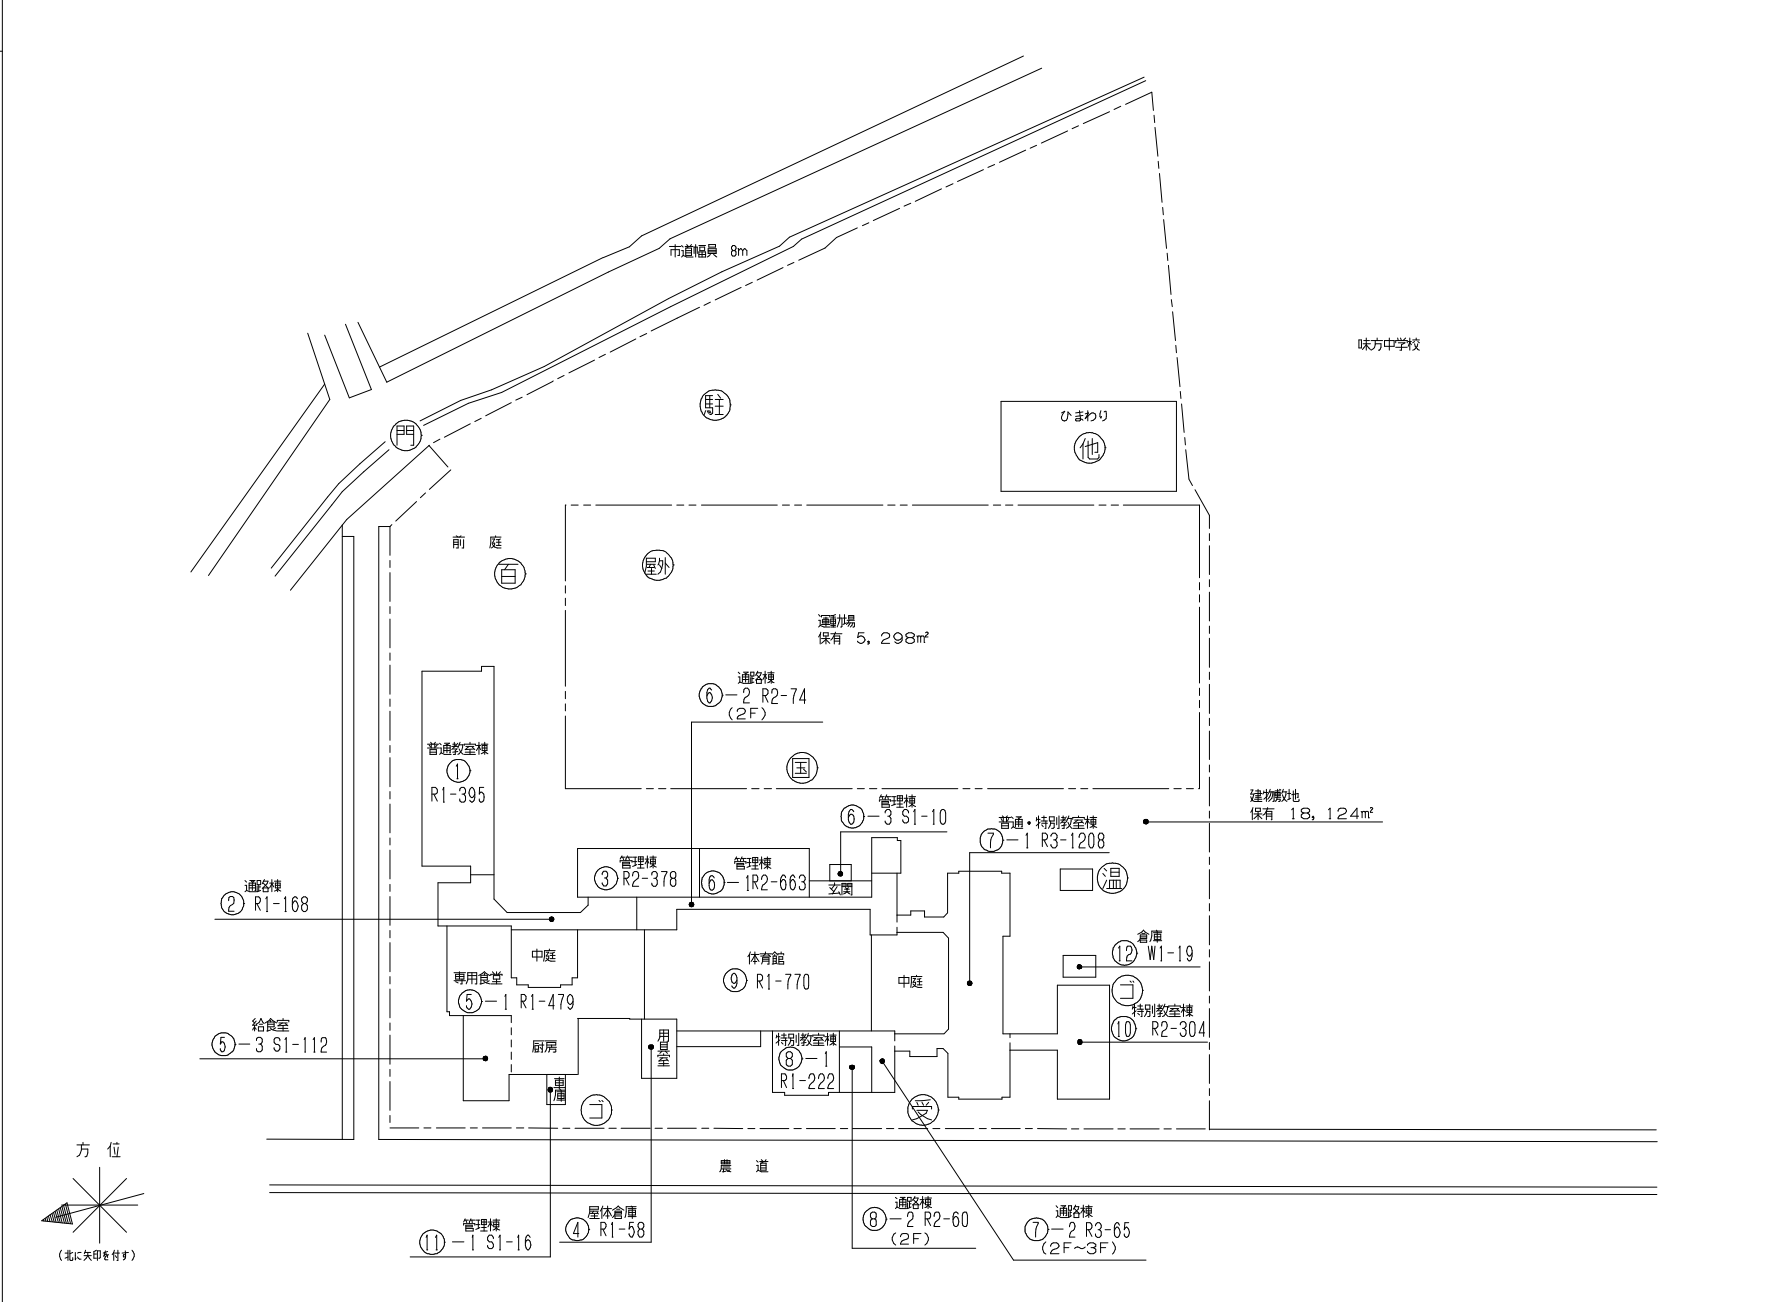 市道幅員 8m
味方中学校
門
駐
ひまわり
他
前 庭
百
屋外
運動場
保有 5,298㎡
通路棟
⑥-2 R2-74
(2F)
普通教室棟
①
R1-395
国
管理棟
⑥-3 S1-10
建物敷地
保有 18,124㎡
普通・特別教室棟
⑦-1 R3-1208
管理棟
③ R2-378
管理棟
⑥-1R2-663
玄関
温
通路棟
② R1-168
中庭
体育館
⑨ R1-770
中庭
倉庫
⑫ W1-19
専用食堂
⑤-1 R1-479
ゴ
特別教室棟
⑩ R2-304
給食室
⑤-3 S1-112
厨房
用具室
特別教室棟
⑧-1
R1-222
車庫
ゴ
受
方 位
農 道
(北に矢印を付す)
管理棟
⑪-1 S1-16
屋体倉庫
④ R1-58
通路棟
⑧-2 R2-60
(2F)
通路棟
⑦-2 R3-65
(2F~3F)